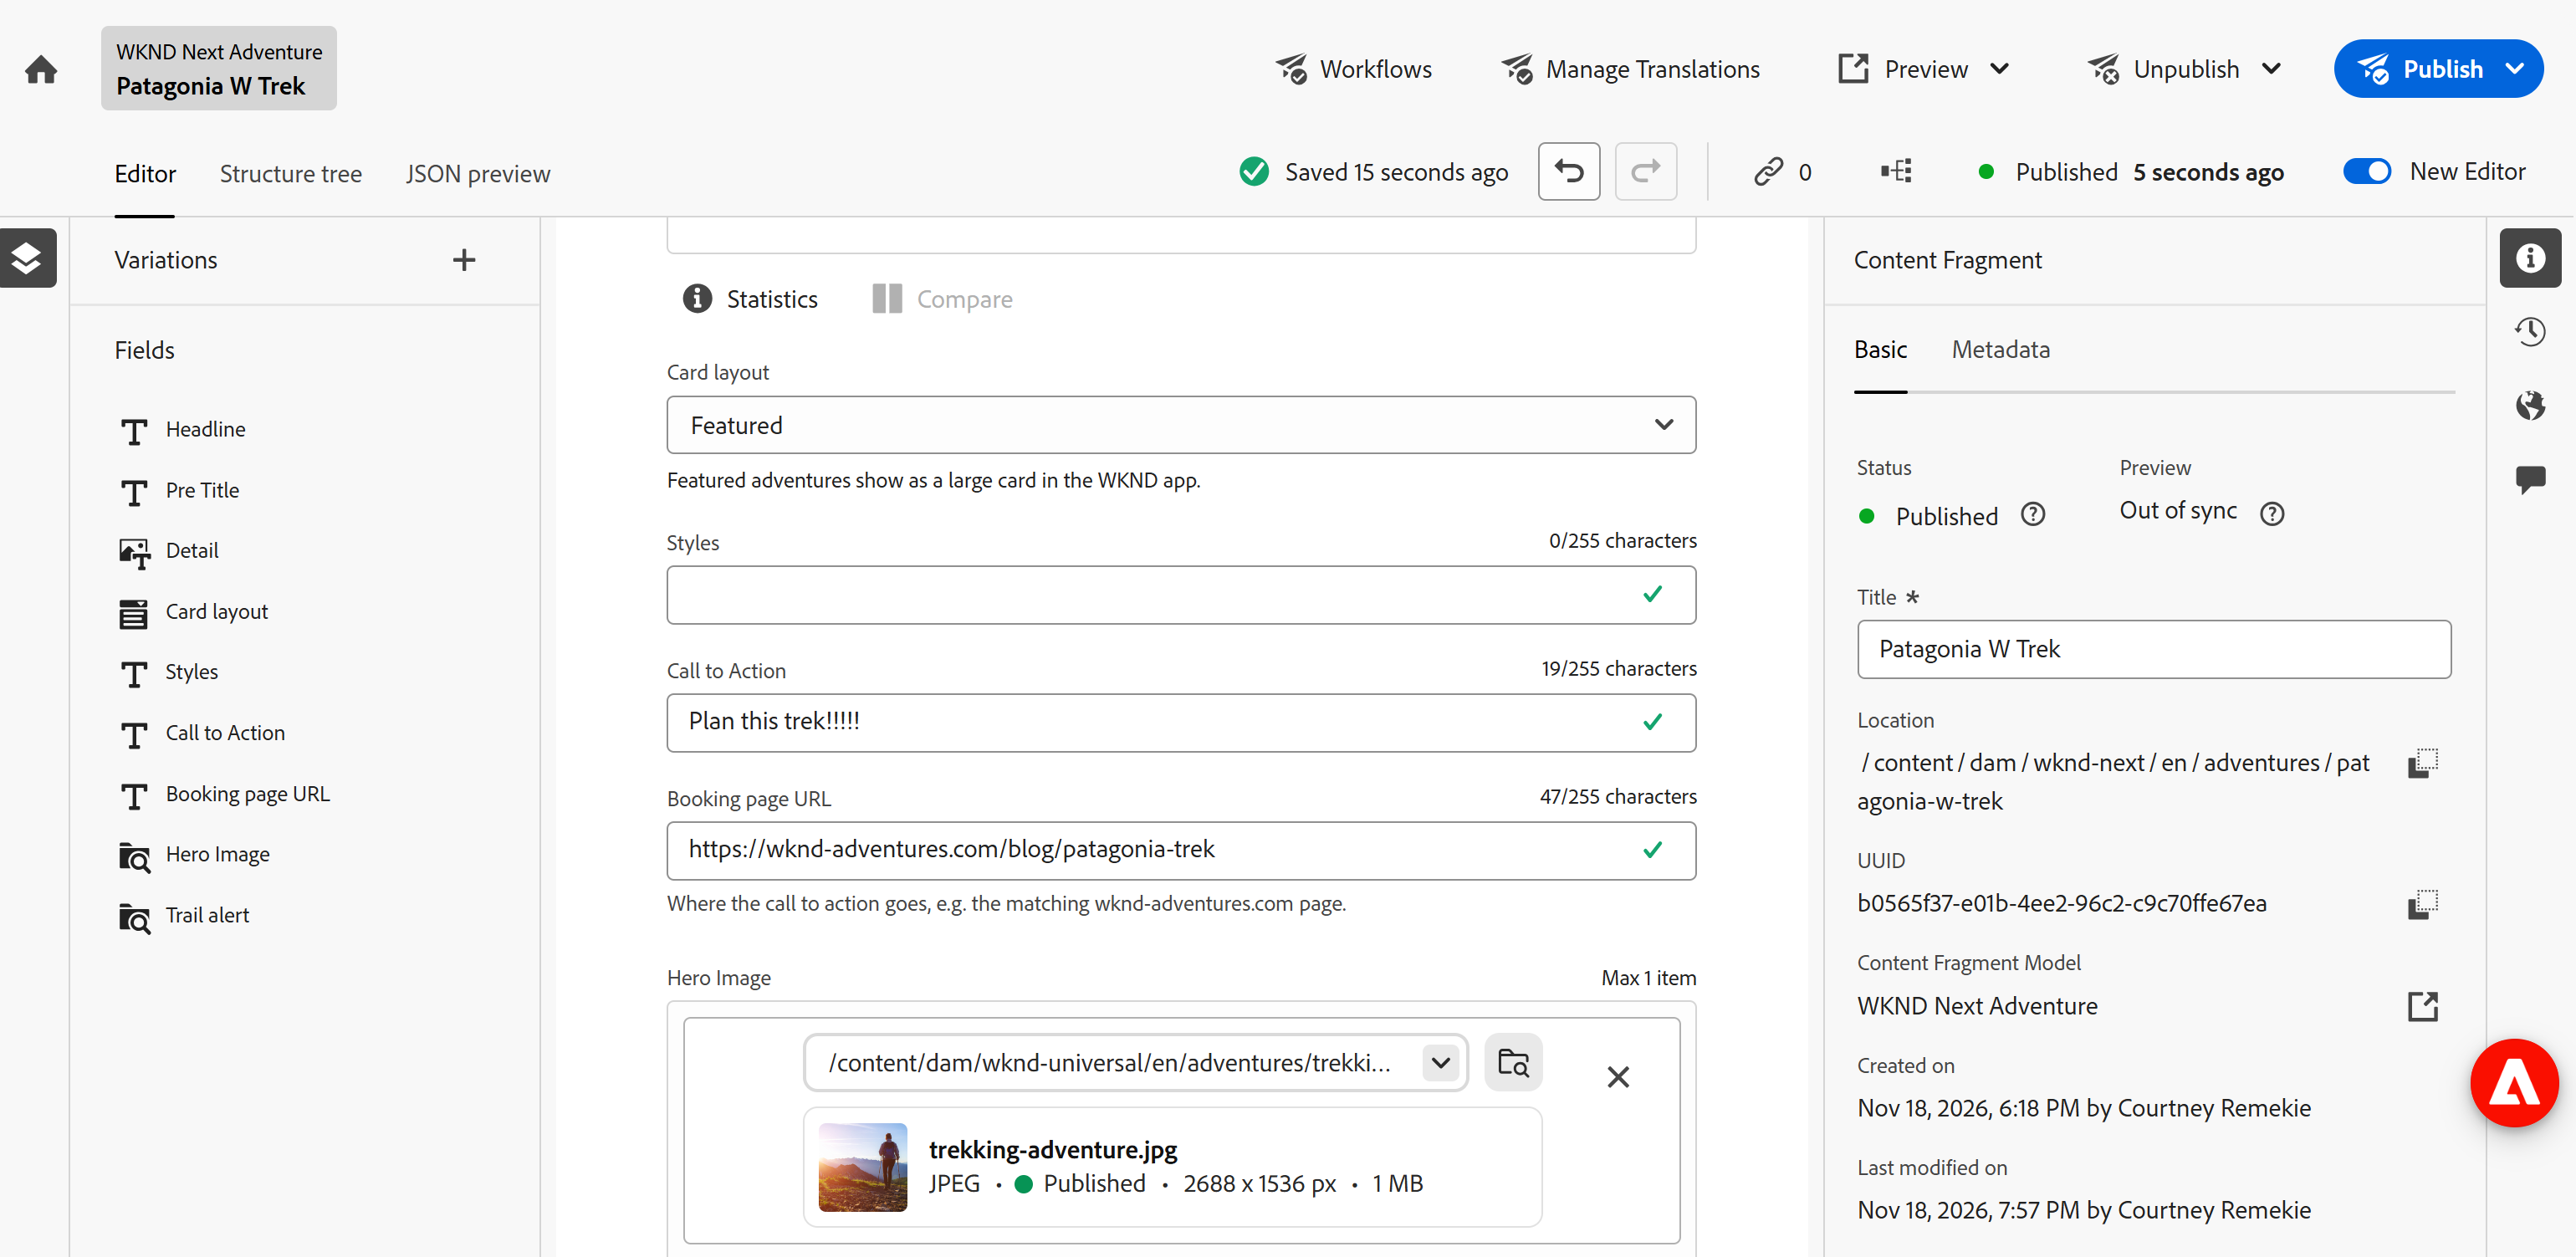 WKND Next Adventure
Patagonia W Trek
Workflows
Manage Translations
Preview
Unpublish
Publish
Editor
Structure tree
JSON preview
Saved 15 seconds ago
0
Published 5 seconds ago
New Editor
Variations
Fields
Headline
Pre Title
Detail
Card layout
Styles
Call to Action
Booking page URL
Hero Image
Trail alert
Statistics
Compare
Card layout
Featured
Featured adventures show as a large card in the WKND app.
Styles
0/255 characters
Call to Action
19/255 characters
Plan this trek!!!!!
Booking page URL
47/255 characters
https://wknd-adventures.com/blog/patagonia-trek
Where the call to action goes, e.g. the matching wknd-adventures.com page.
Hero Image
Max 1 item
/content/dam/wknd-universal/en/adventures/trekki...
trekking-adventure.jpg
JPEG • Published • 2688 x 1536 px • 1 MB
Content Fragment
Basic
Metadata
Status
Preview
Published
Out of sync
Title *
Patagonia W Trek
Location
/ content / dam / wknd-next / en / adventures / pat
agonia-w-trek
UUID
b0565f37-e01b-4ee2-96c2-c9c70ffe67ea
Content Fragment Model
WKND Next Adventure
Created on
Nov 18, 2026, 6:18 PM by Courtney Remekie
Last modified on
Nov 18, 2026, 7:57 PM by Courtney Remekie